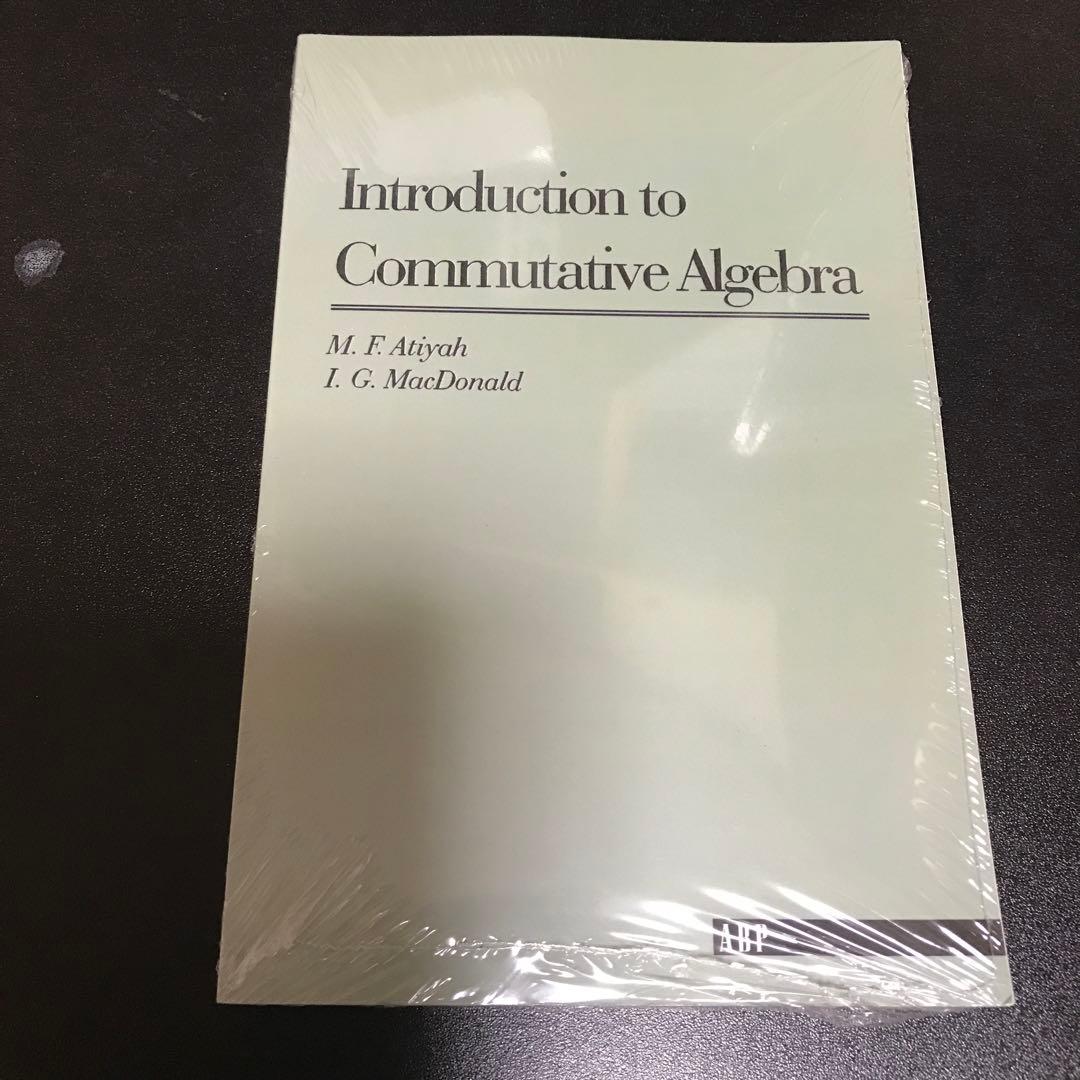 Introduction to
Commutative Algebra
M. F. Atiyah
I. G. MacDonald
ABP